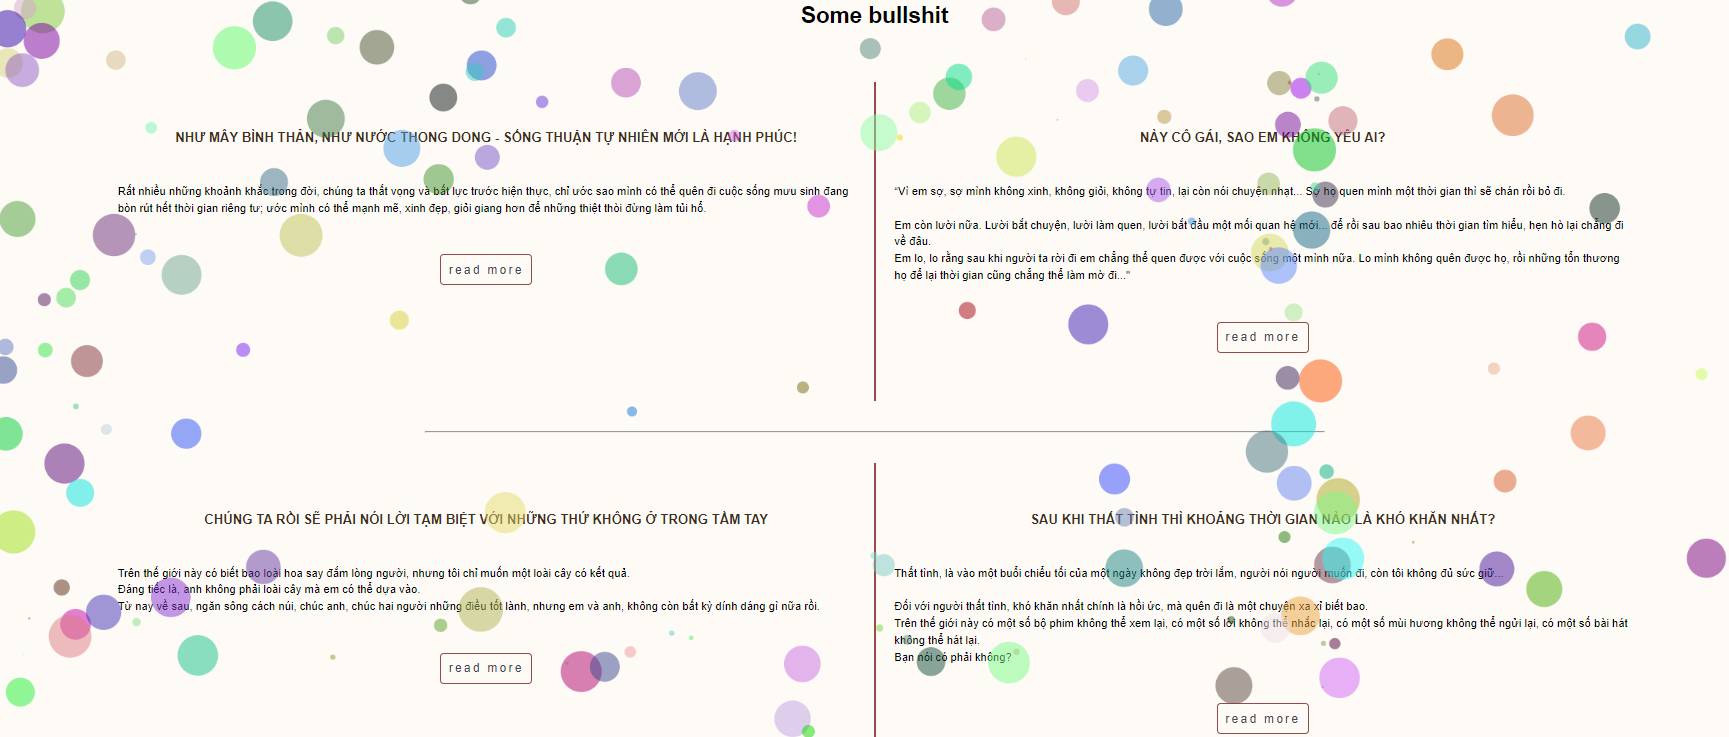 Some bullshit
NHƯ MÂY BÌNH THẢN, NHƯ NƯỚC THONG DONG - SỐNG THUẬN TỰ NHIÊN MỚI LÀ HẠNH PHÚC!
Rất nhiều những khoảnh khắc trong đời, chúng ta thất vọng và bất lực trước hiện thực, chỉ ước sao mình có thể quên đi cuộc sống mưu sinh đang
bòn rút hết thời gian riêng tư; ước mình có thể mạnh mẽ, xinh đẹp, giỏi giang hơn để những thiệt thòi đừng làm tủi hổ.
read more
NÀY CÔ GÁI, SAO EM KHÔNG YÊU AI?
“Vì em sợ, sợ mình không xinh, không giỏi, không tự tin, lại còn nói chuyện nhạt... Sợ họ quen mình một thời gian thì sẽ chán rồi bỏ đi.
Em còn lười nữa. Lười bắt chuyện, lười làm quen, lười bắt đầu một mối quan hệ mới... để rồi sau bao nhiêu thời gian tìm hiểu, hẹn hò lại chẳng đi
về đâu.
Em lo, lo rằng sau khi người ta rời đi em chẳng thể quen được với cuộc sống một mình nữa. Lo mình không quên được họ, rồi những tổn thương
họ để lại thời gian cũng chẳng thể làm mờ đi..."
read more
CHÚNG TA RỒI SẼ PHẢI NÓI LỜI TẠM BIỆT VỚI NHỮNG THỨ KHÔNG Ở TRONG TẦM TAY
Trên thế giới này có biết bao loài hoa say đắm lòng người, nhưng tôi chỉ muốn một loài cây có kết quả.
Đáng tiếc là, anh không phải loài cây mà em có thể dựa vào.
Từ nay về sau, ngăn sông cách núi, chúc anh, chúc hai người những điều tốt lành, nhưng em và anh, không còn bất kỳ dính dáng gì nữa rồi.
read more
SAU KHI THẤT TÌNH THÌ KHOẢNG THỜI GIAN NÀO LÀ KHÓ KHĂN NHẤT?
Thất tình, là vào một buổi chiều tối của một ngày không đẹp trời lắm, người nói người muốn đi, còn tôi không đủ sức giữ...
Đối với người thất tình, khó khăn nhất chính là hồi ức, mà quên đi là một chuyện xa xỉ biết bao.
Trên thế giới này có một số bộ phim không thể xem lại, có một số lời không thể nhắc lại, có một số mùi hương không thể ngửi lại, có một số bài hát
không thể hát lại.
Bạn nói có phải không?
read more